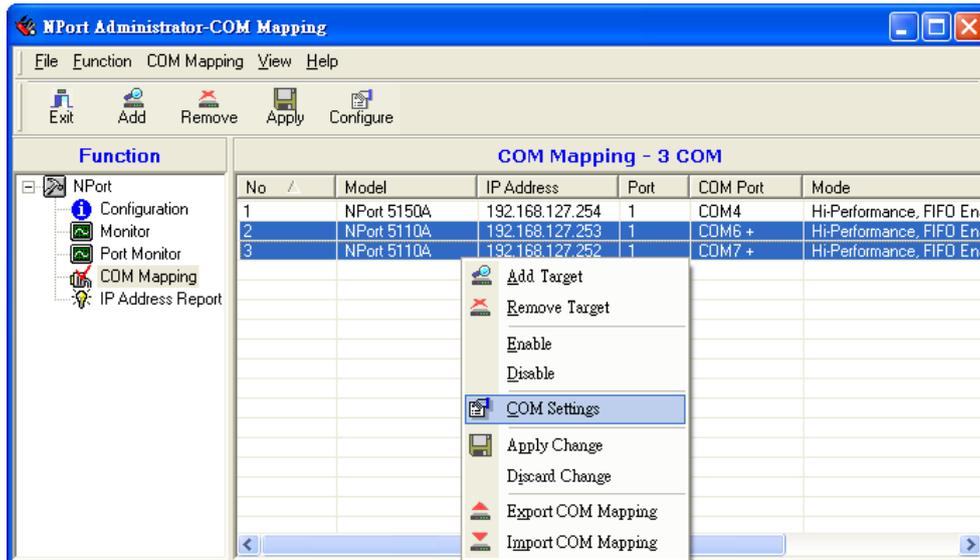 NPort Administrator-COM Mapping
File Function COM Mapping View Help
Exit Add Remove Apply Configure
Function
COM Mapping - 3 COM
NPort
Configuration
Monitor
Port Monitor
COM Mapping
IP Address Report
No Model IP Address Port COM Port Mode
1 NPort 5150A 192.168.127.254 1 COM4 Hi-Performance, FIFO En
2 NPort 5110A 192.168.127.253 1 COM6 + Hi-Performance, FIFO En
3 NPort 5110A 192.168.127.252 1 COM7 + Hi-Performance, FIFO En
Add Target
Remove Target
Enable
Disable
COM Settings
Apply Change
Discard Change
Export COM Mapping
Import COM Mapping